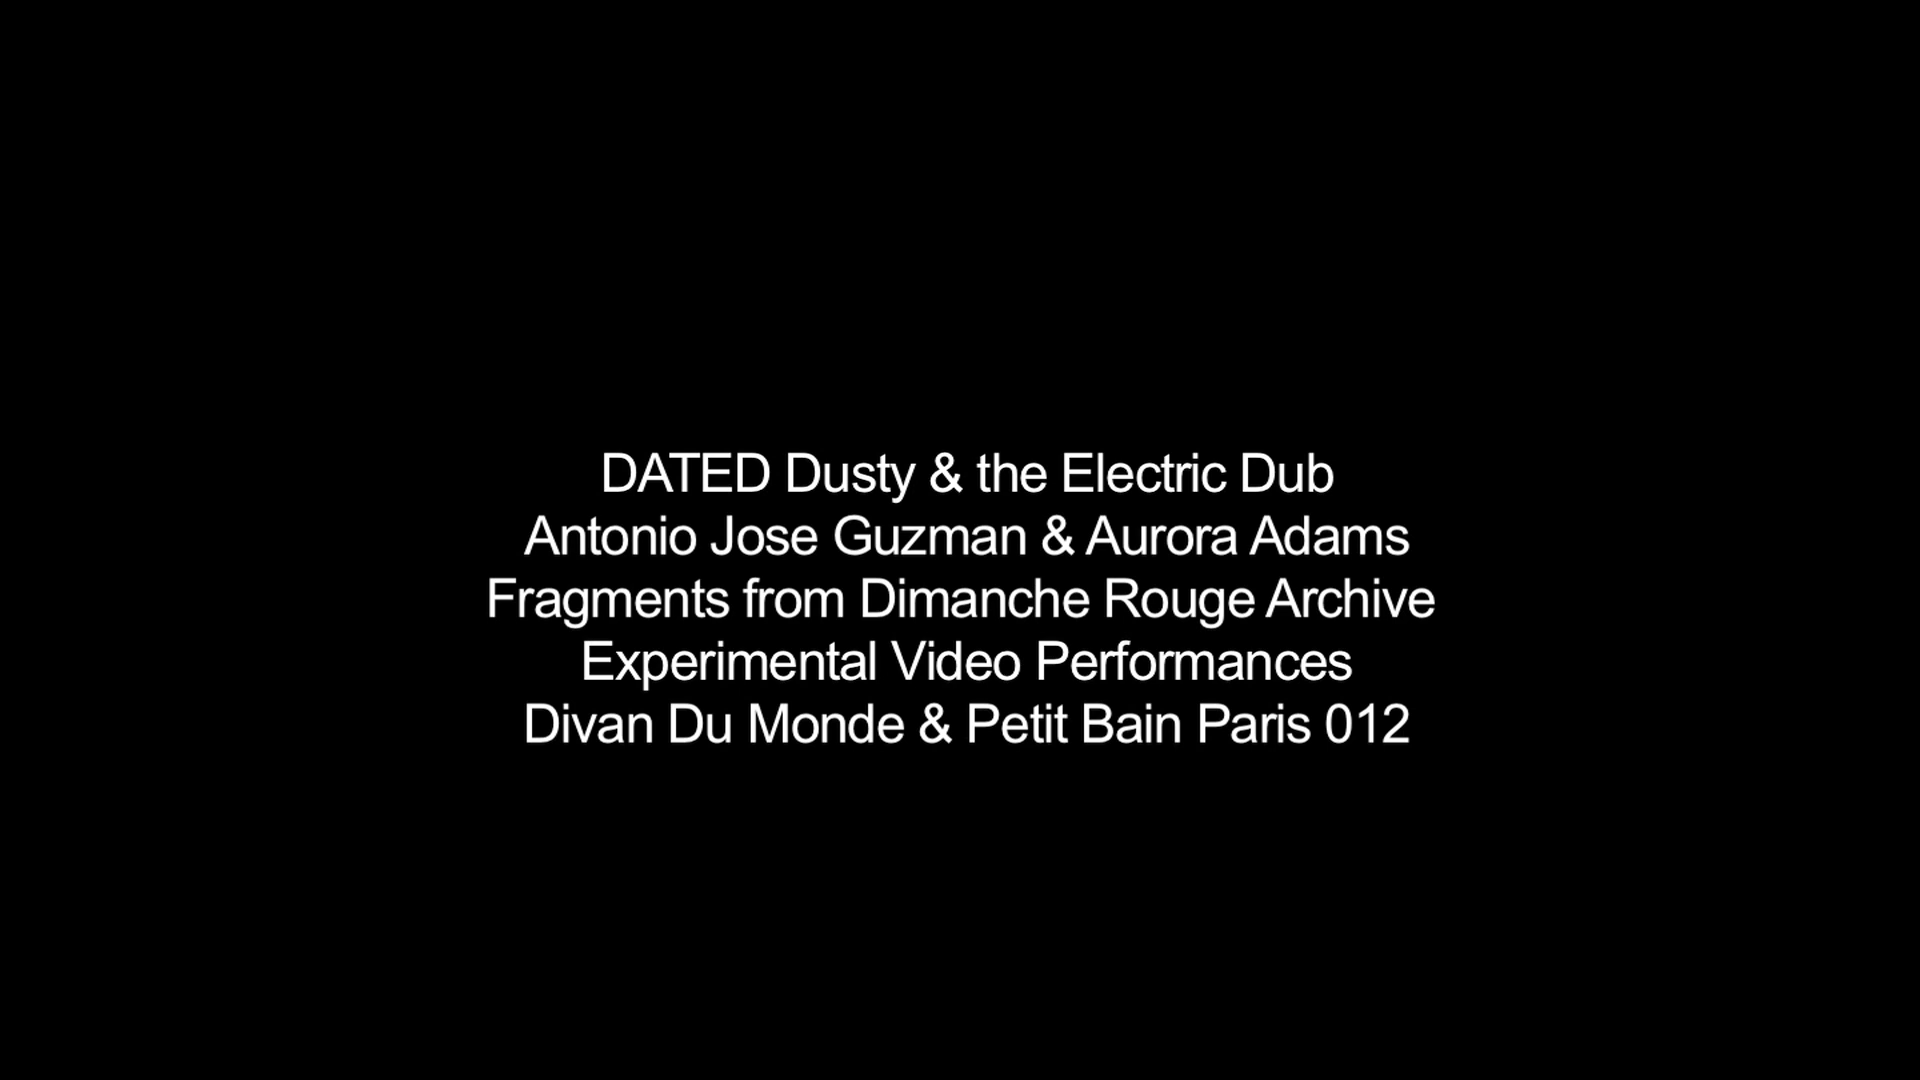 DATED Dusty & the Electric Dub
Antonio Jose Guzman & Aurora Adams
Fragments from Dimanche Rouge Archive
Experimental Video Performances
Divan Du Monde & Petit Bain Paris 012